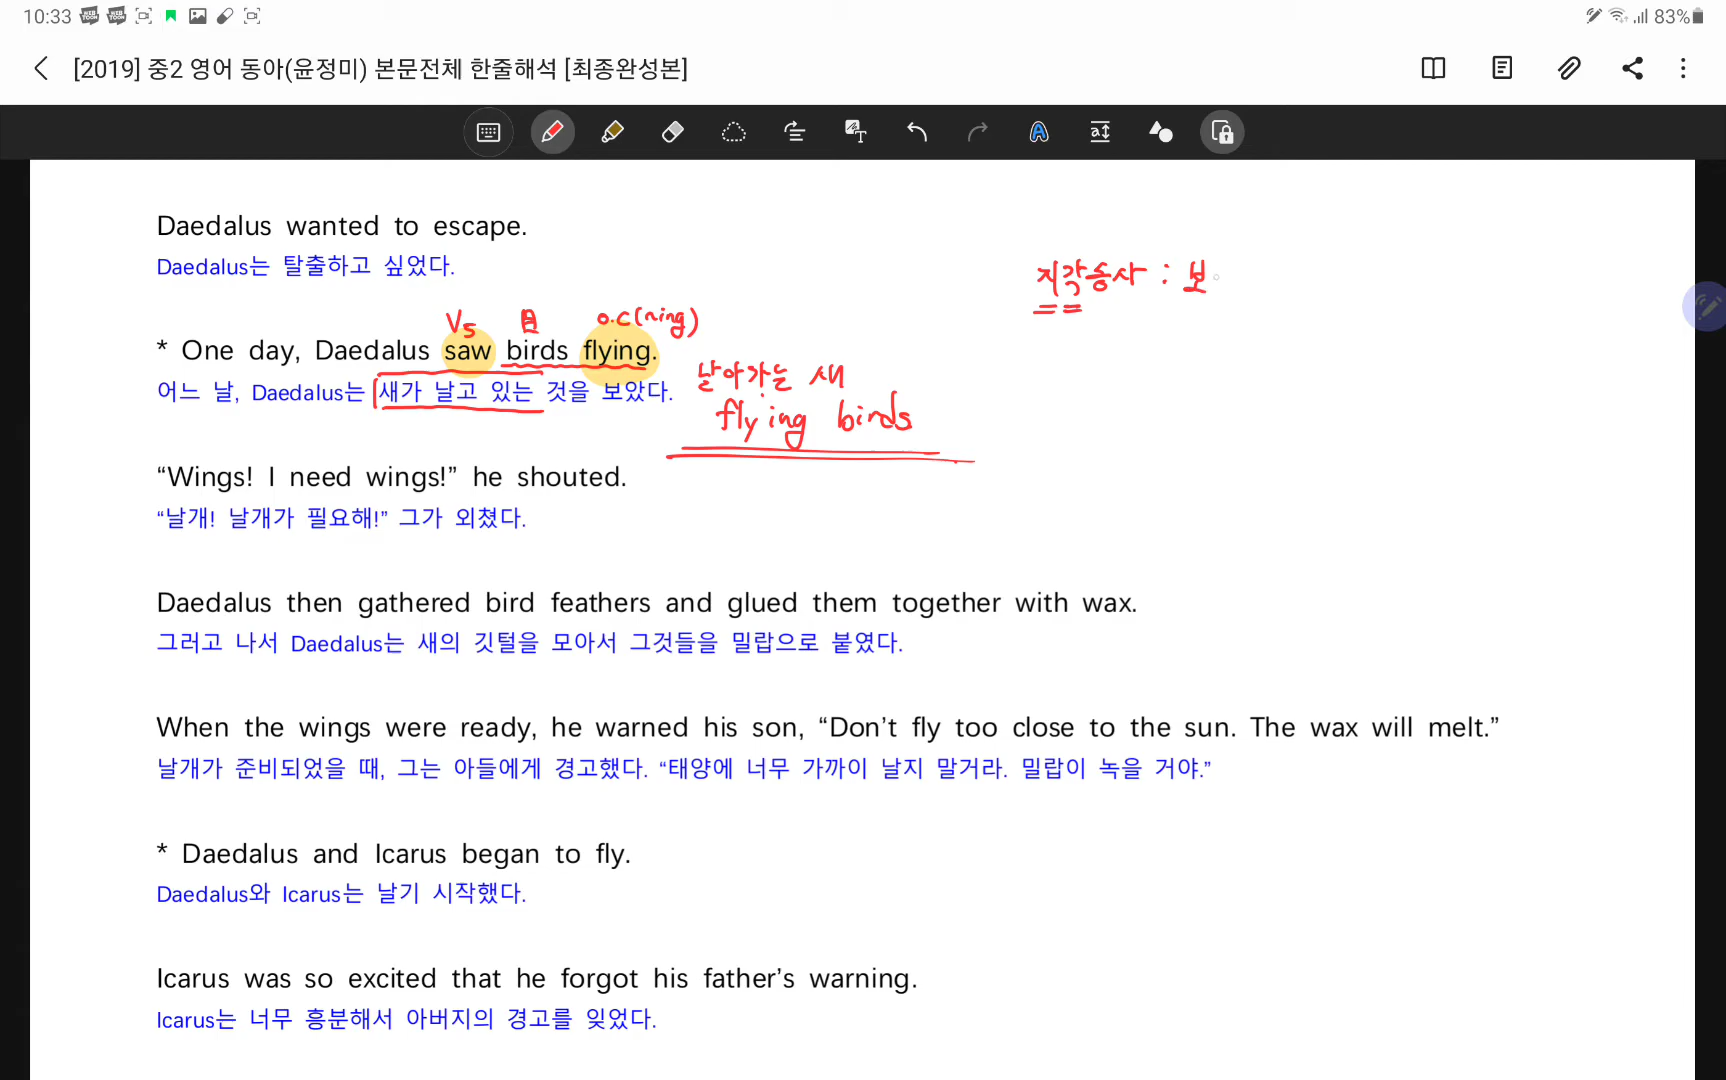 10:33
83%
[2019] 중2 영어 동아(윤정미) 본문전체 한줄해석 [최종완성본]
Daedalus wanted to escape.
Daedalus는 탈출하고 싶었다.
지각동사 : 보
V5 目 o.c(ning)
* One day, Daedalus saw birds flying.
어느 날, Daedalus는 새가 날고 있는 것을 보았다.
날아가는 새
flying birds
“Wings! I need wings!” he shouted.
“날개! 날개가 필요해!” 그가 외쳤다.
Daedalus then gathered bird feathers and glued them together with wax.
그러고 나서 Daedalus는 새의 깃털을 모아서 그것들을 밀랍으로 붙였다.
When the wings were ready, he warned his son, “Don’t fly too close to the sun. The wax will melt.”
날개가 준비되었을 때, 그는 아들에게 경고했다. “태양에 너무 가까이 날지 말거라. 밀랍이 녹을 거야.”
* Daedalus and Icarus began to fly.
Daedalus와 Icarus는 날기 시작했다.
Icarus was so excited that he forgot his father’s warning.
Icarus는 너무 흥분해서 아버지의 경고를 잊었다.